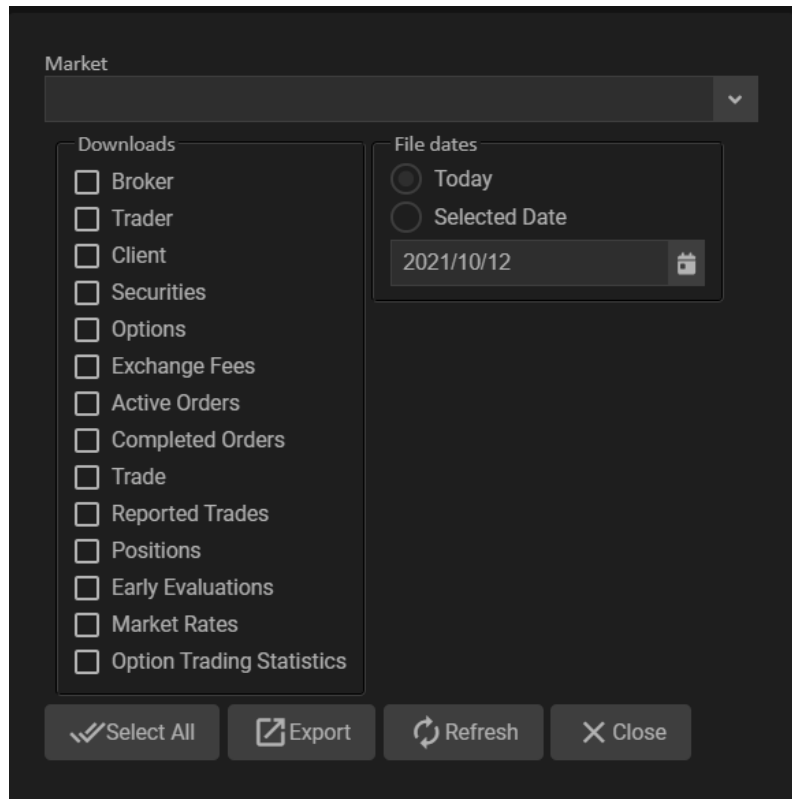 Market
Downloads
Broker
Trader
Client
Securities
Options
Exchange Fees
Active Orders
Completed Orders
Trade
Reported Trades
Positions
Early Evaluations
Market Rates
Option Trading Statistics
File dates
Today
Selected Date
2021/10/12
Select All Export Refresh Close